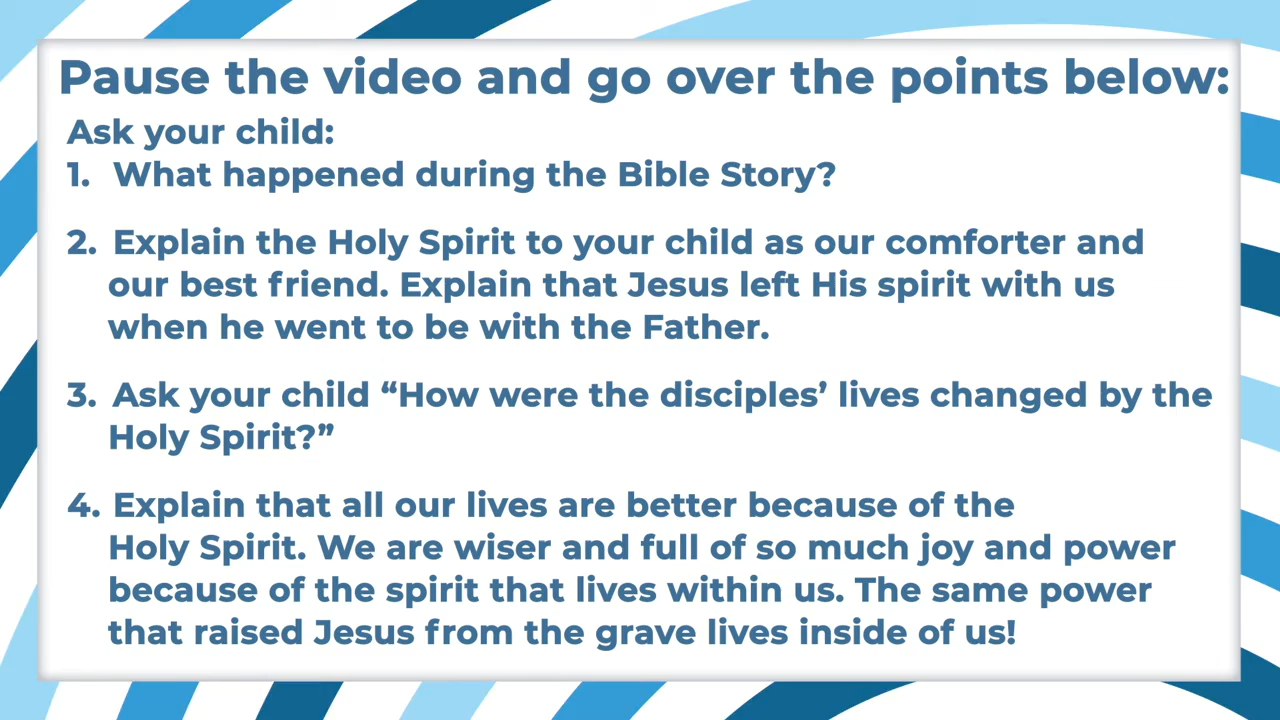 Pause the video and go over the points below:
Ask your child:
1. What happened during the Bible Story?
2. Explain the Holy Spirit to your child as our comforter and
our best friend. Explain that Jesus left His spirit with us
when he went to be with the Father.
3. Ask your child “How were the disciples’ lives changed by the
Holy Spirit?”
4. Explain that all our lives are better because of the
Holy Spirit. We are wiser and full of so much joy and power
because of the spirit that lives within us. The same power
that raised Jesus from the grave lives inside of us!